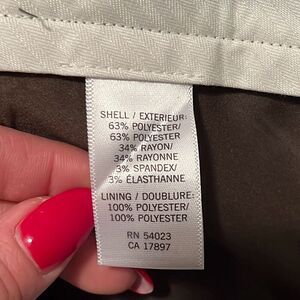 SHELL / EXTERIEUR:
63% POLYESTER/
63% POLYESTER
34% RAYON/
34% RAYONNE
3% SPANDEX/
3% ÉLASTHANNE
LINING / DOUBLURE:
100% POLYESTER/
100% POLYESTER
RN 54023
CA 17897